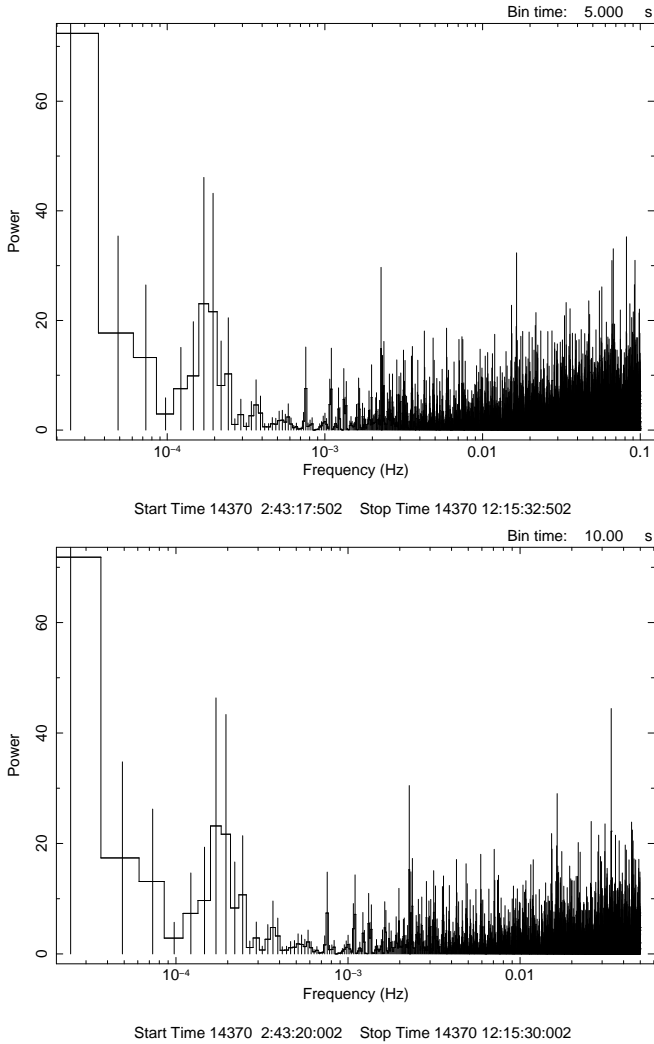 Bin time: 5.000 s
60
40
20
0
Power
10⁻⁴ 10⁻³ 0.01 0.1
Frequency (Hz)
Start Time 14370 2:43:17:502 Stop Time 14370 12:15:32:502
Bin time: 10.00 s
60
40
20
0
Power
10⁻⁴ 10⁻³ 0.01
Frequency (Hz)
Start Time 14370 2:43:20:002 Stop Time 14370 12:15:30:002